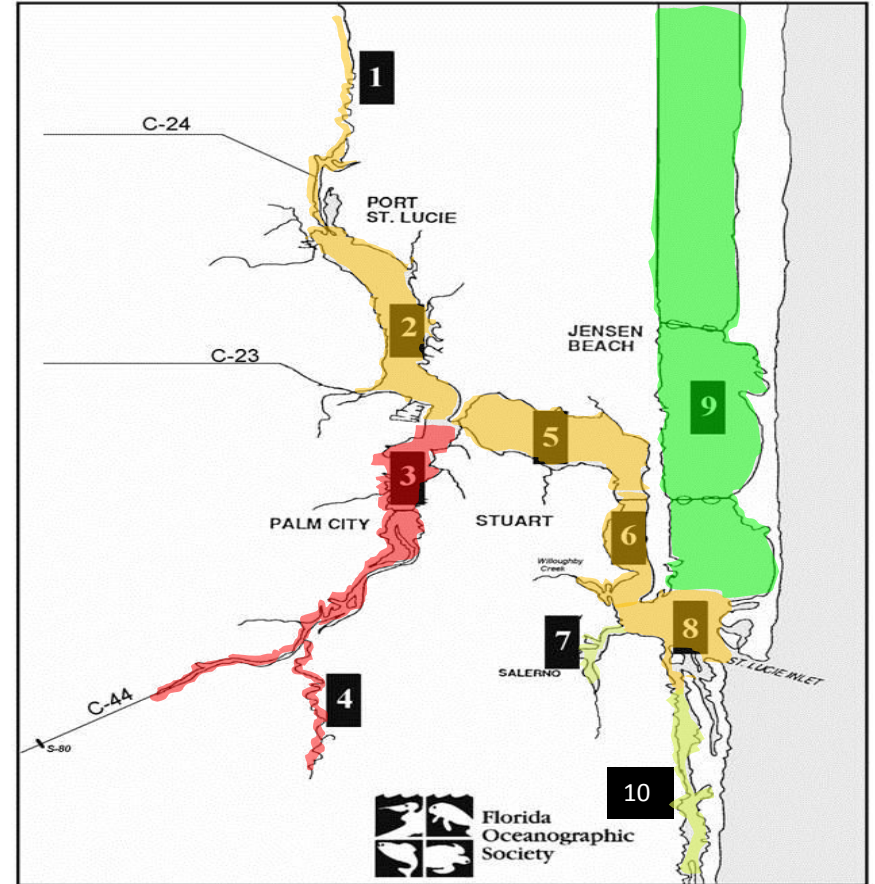 1
C-24
PORT
ST. LUCIE
2
JENSEN
BEACH
C-23
9
5
3
PALM CITY
STUART
6
Willoughby
Creek
8
7
SALERNO
ST. LUCIE INLET
C-44
4
S-80
10
Florida
Oceanographic
Society